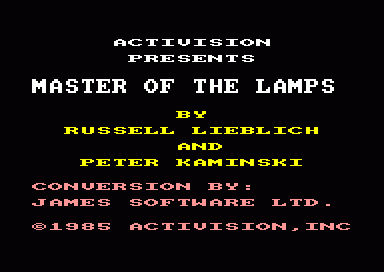 ACTIVISION
PRESENTS
MASTER OF THE LAMPS
BY
RUSSELL LIEBLICH
AND
PETER KAMINSKI
CONVERSION BY:
JAMES SOFTWARE LTD.
©1985 ACTIVISION,INC